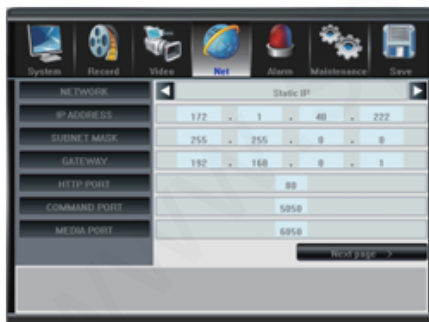 System Record Video Net Alarm Maintenance Save
NETWORK Static IP
IP ADDRESS 172 . 1 . 40 . 222
SUBNET MASK 255 . 255 . 0 . 0
GATEWAY 192 . 168 . 0 . 1
HTTP PORT 80
COMMAND PORT 5050
MEDIA PORT 6050
Next page >